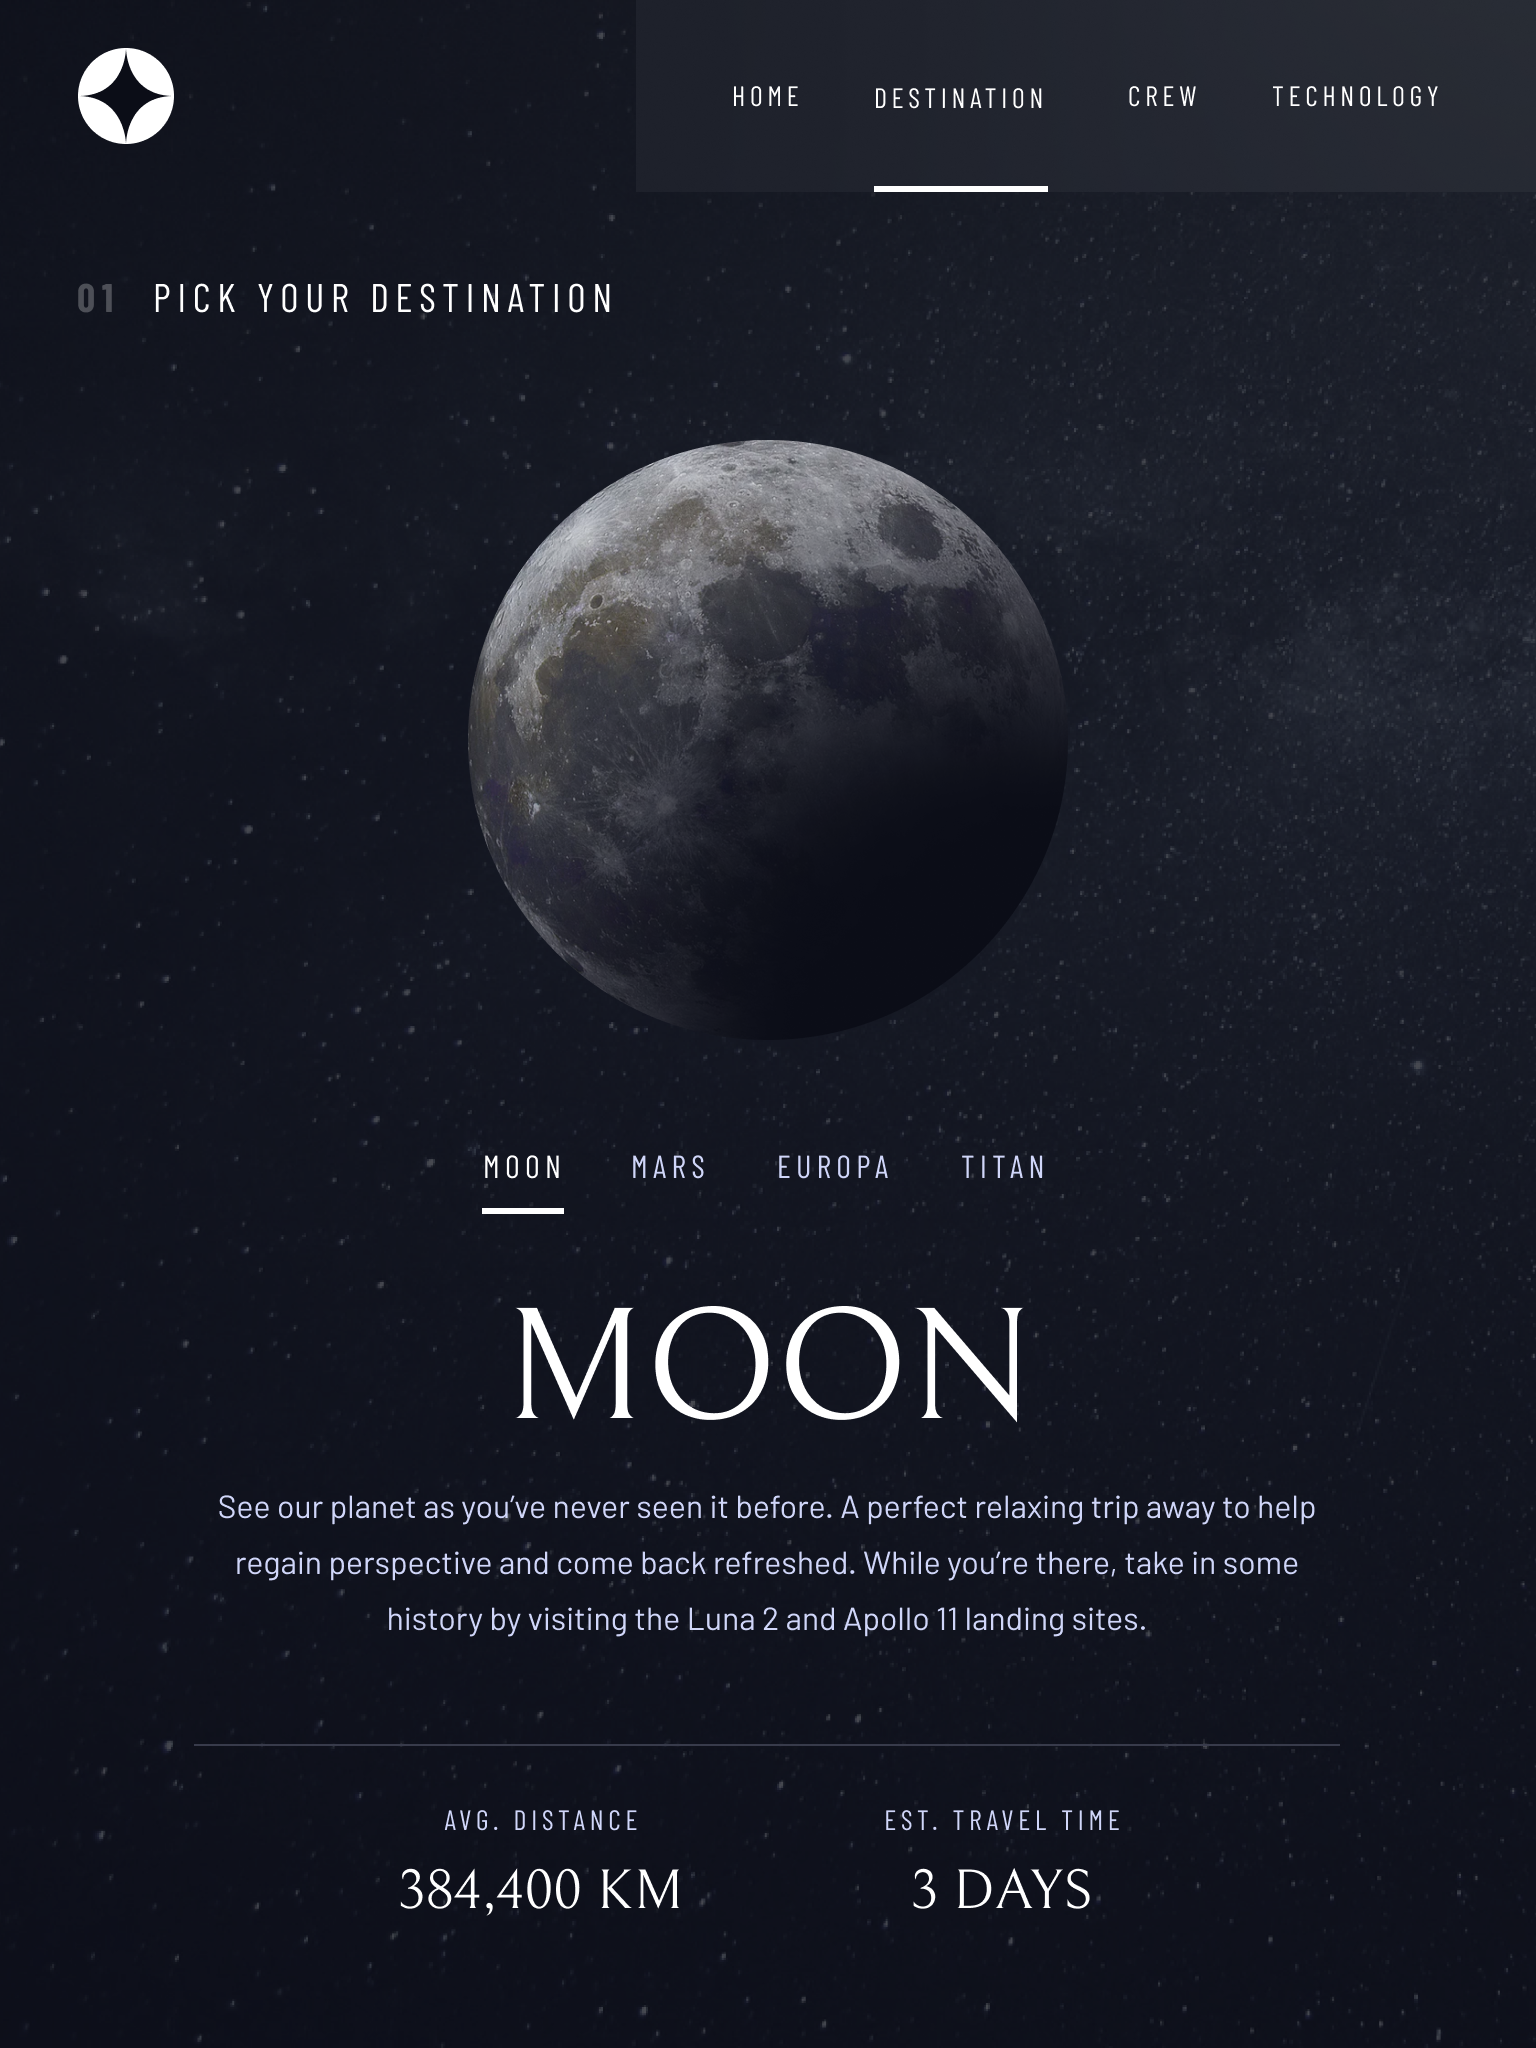 HOME DESTINATION CREW TECHNOLOGY
01 PICK YOUR DESTINATION
MOON MARS EUROPA TITAN
MOON
See our planet as you’ve never seen it before. A perfect relaxing trip away to help
regain perspective and come back refreshed. While you’re there, take in some
history by visiting the Luna 2 and Apollo 11 landing sites.
AVG. DISTANCE
384,400 KM
EST. TRAVEL TIME
3 DAYS